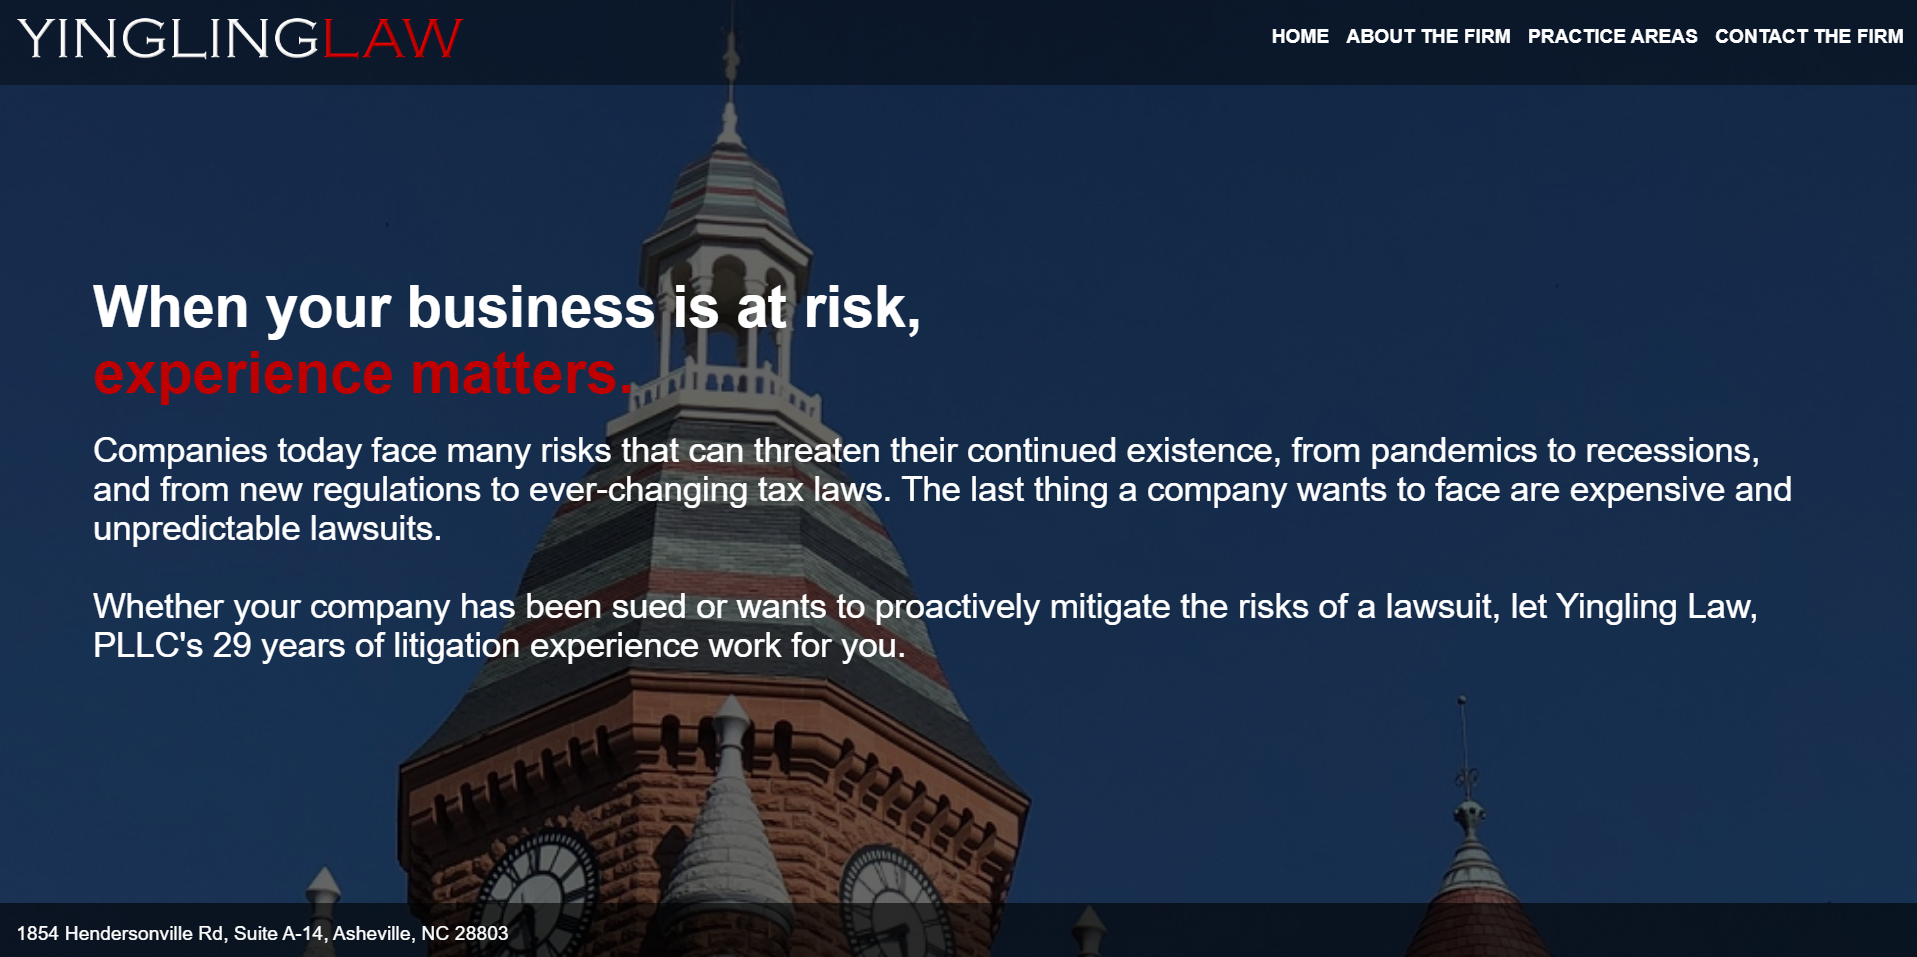 YINGLINGLAW
HOME ABOUT THE FIRM PRACTICE AREAS CONTACT THE FIRM
When your business is at risk,
experience matters.
Companies today face many risks that can threaten their continued existence, from pandemics to recessions,
and from new regulations to ever-changing tax laws. The last thing a company wants to face are expensive and
unpredictable lawsuits.
Whether your company has been sued or wants to proactively mitigate the risks of a lawsuit, let Yingling Law,
PLLC's 29 years of litigation experience work for you.
1854 Hendersonville Rd, Suite A-14, Asheville, NC 28803